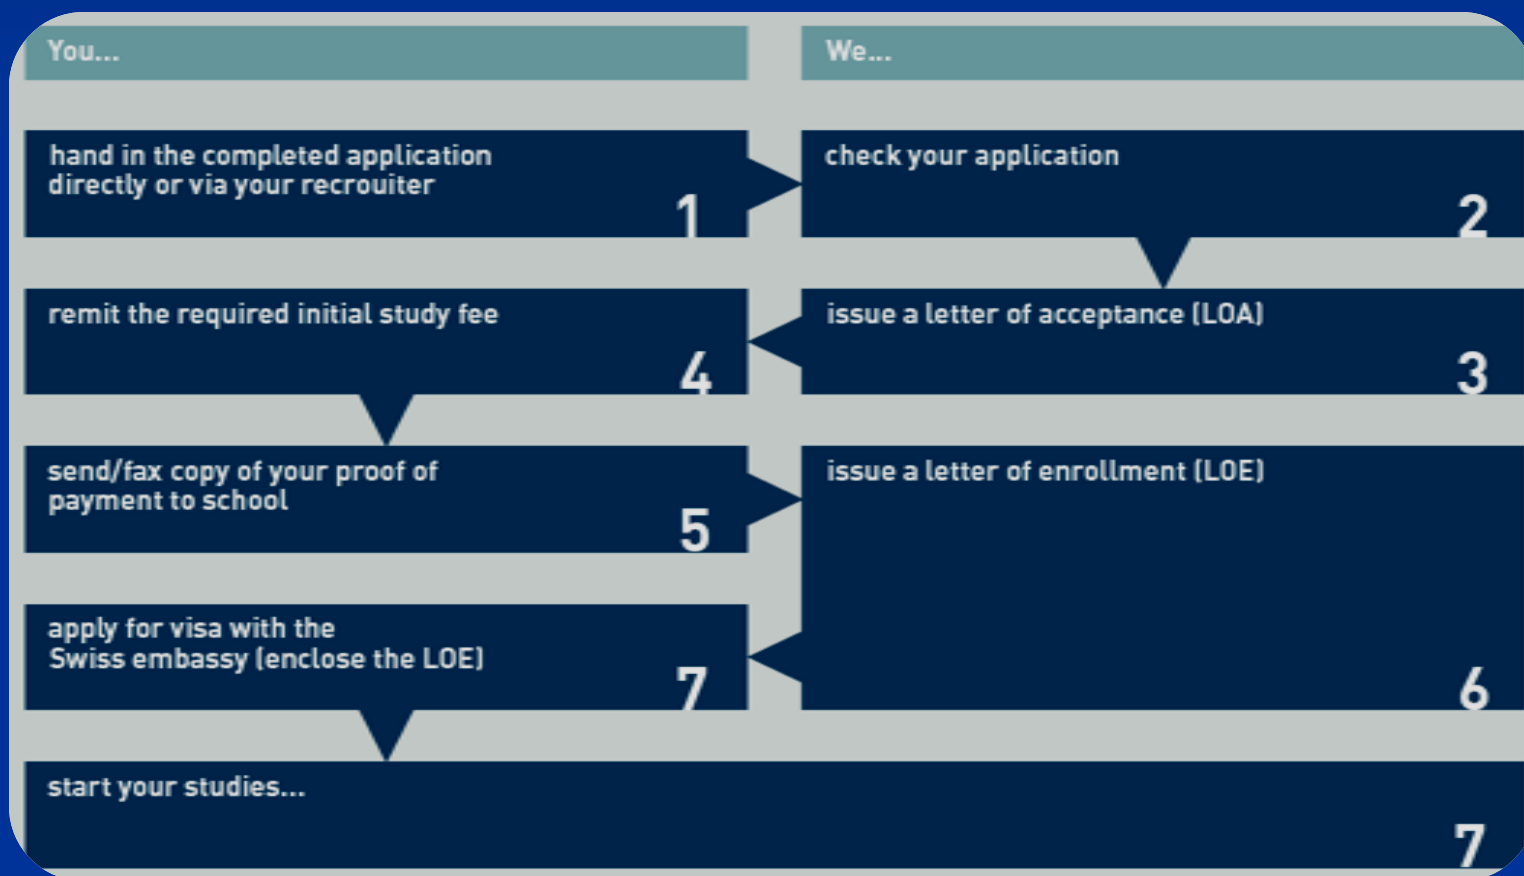 You...
We...
hand in the completed application
directly or via your recrouiter
1
check your application
2
issue a letter of acceptance (LOA)
3
remit the required initial study fee
4
send/fax copy of your proof of
payment to school
5
issue a letter of enrollment (LOE)
6
apply for visa with the
Swiss embassy (enclose the LOE)
7
start your studies...
7